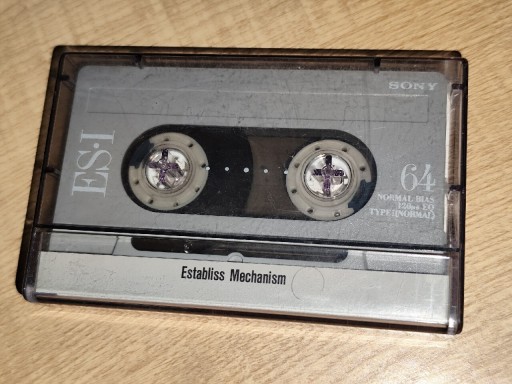 SONY
ES·I
64
NORMAL BIAS
120μs EQ
TYPE I(NORMAL)
Establiss Mechanism